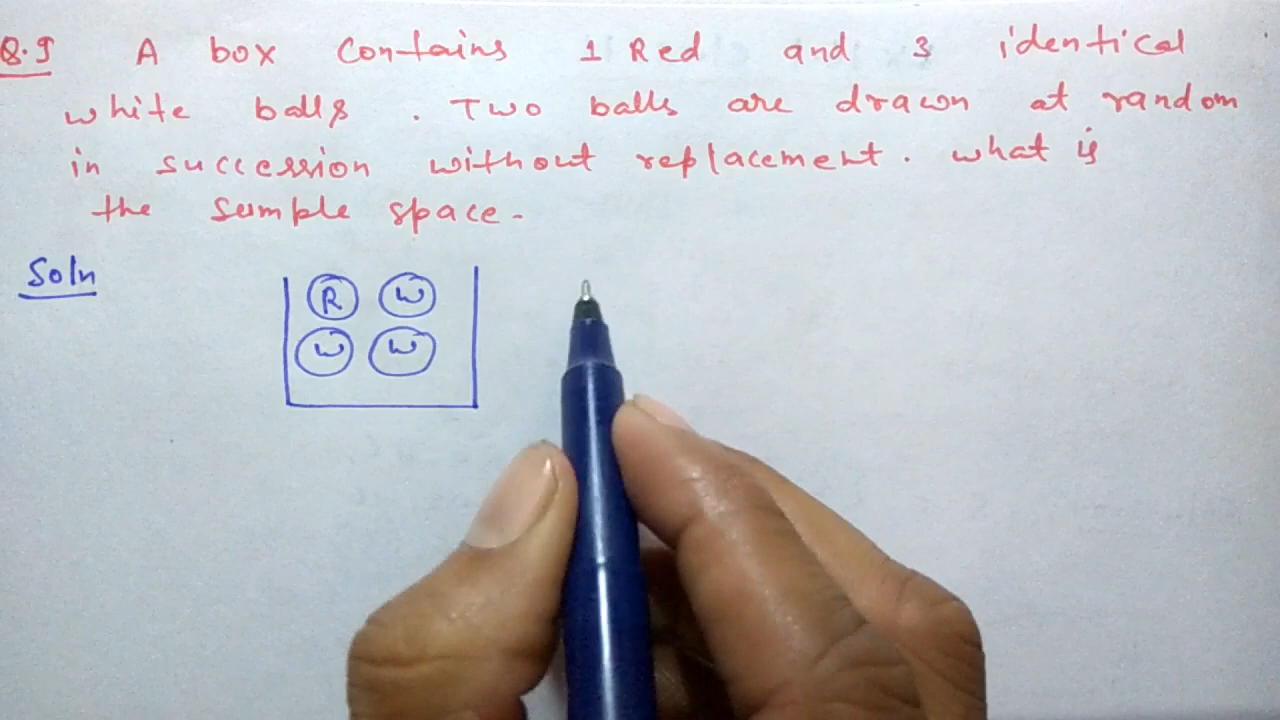 Q.9 A box contains 1 Red and 3 identical
white balls . Two balls are drawn at random
in succession without replacement. what is
the sample space.
Soln
R W
W W